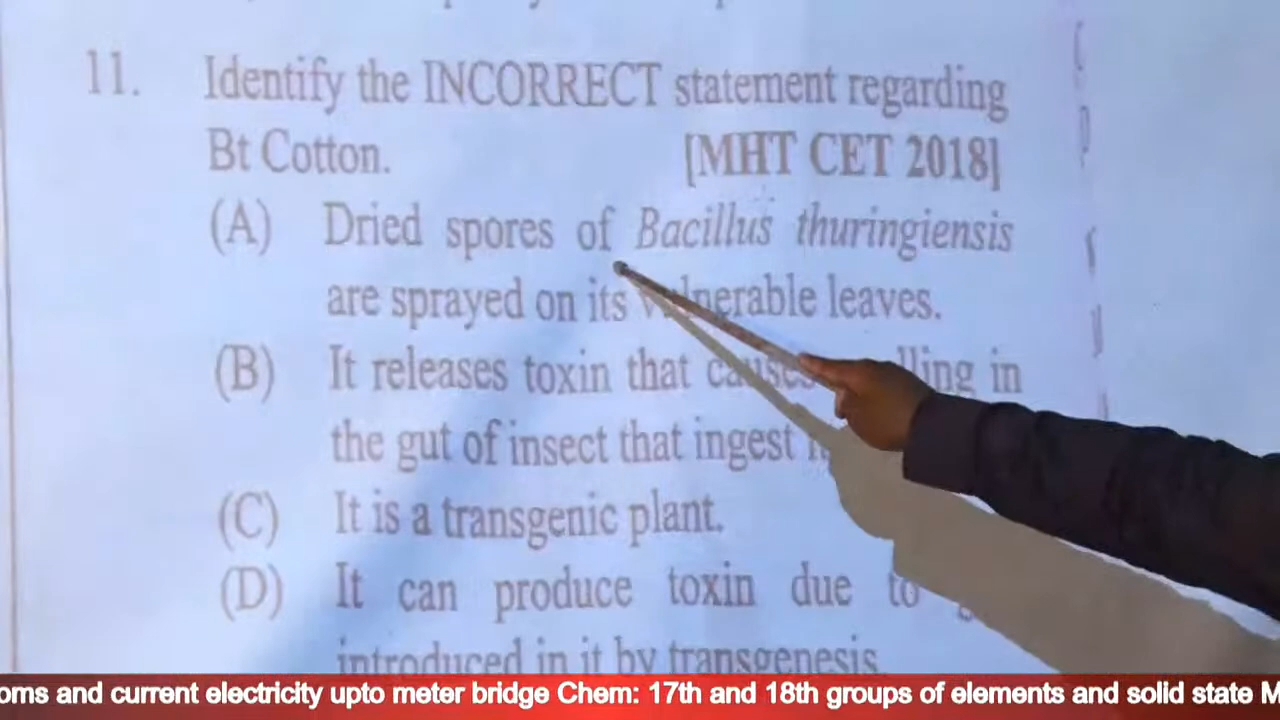 11. Identify the INCORRECT statement regarding
Bt Cotton. [MHT CET 2018]
(A) Dried spores of Bacillus thuringiensis
are sprayed on its vulnerable leaves.
(B) It releases toxin that causes in
the gut of insect that ingest
(C) It is a transgenic plant.
(D) It can produce toxin due to
introduced in it by transgenesis.
oms and current electricity upto meter bridge Chem: 17th and 18th groups of elements and solid state M